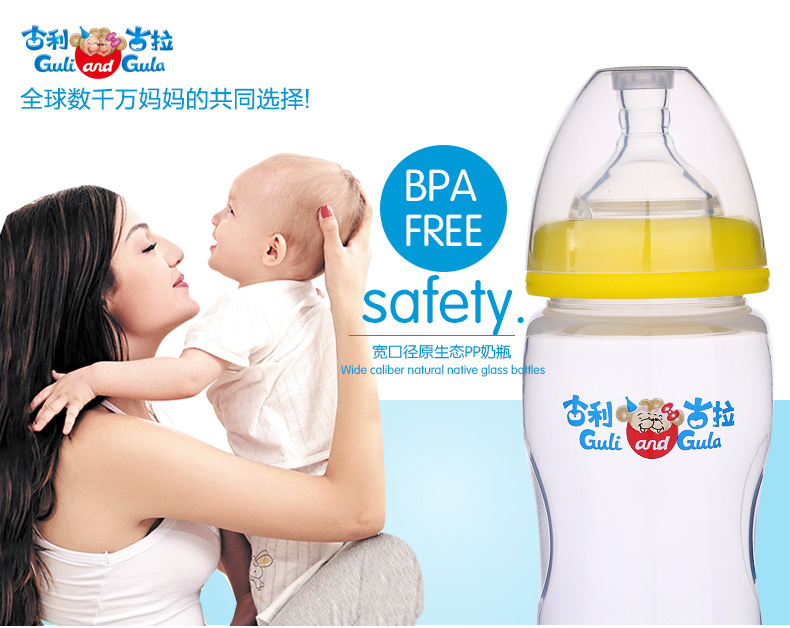 古利 古拉
Guli and Gula
全球数千万妈妈的共同选择!
BPA
FREE
safety.
宽口径原生态PP奶瓶
Wide caliber natural native glass bottles
古利 古拉
Guli and Gula